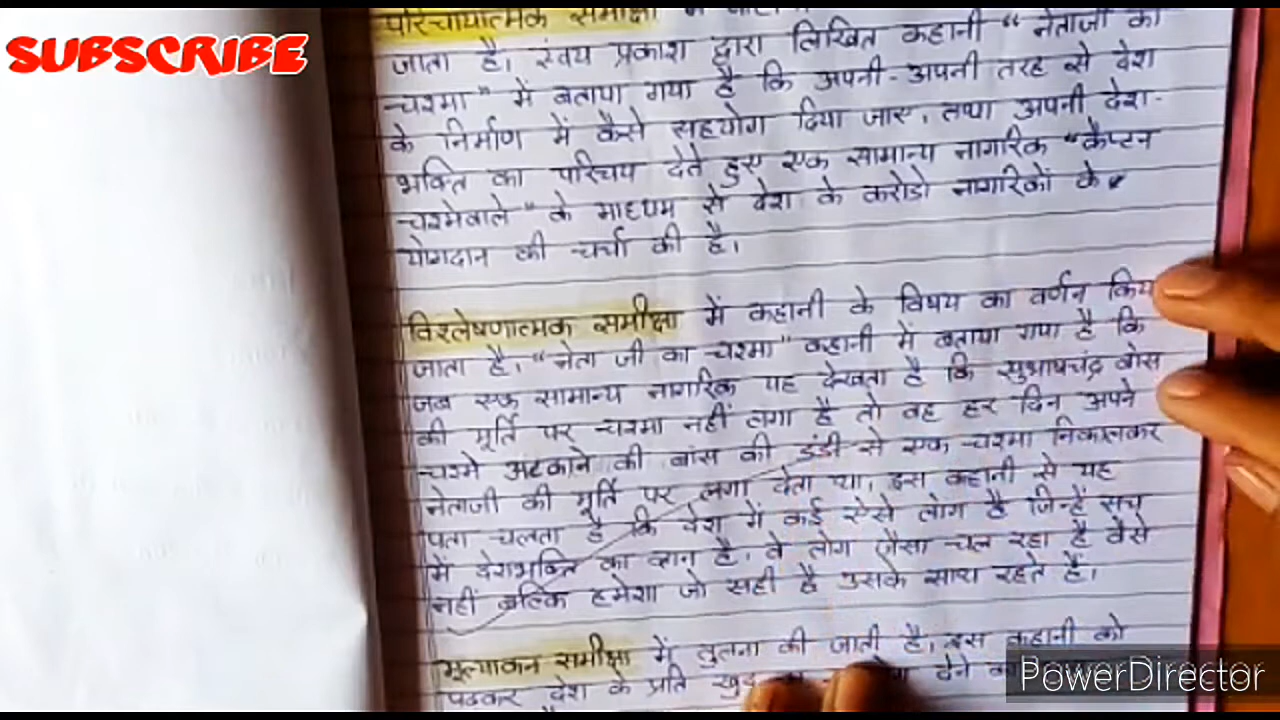 SUBSCRIBE
परिचायात्मक समीक्षा में
जाता है। स्वंय प्रकाश द्वारा लिखित कहानी “नेताजी का
चश्मा” में बताया गया है कि अपनी-अपनी तरह से देश
के निर्माण में कैसे सहयोग दिया जाए, तथा अपनी देश-
भक्ति का परिचय देते हुए एक सामान्य नागरिक “कैप्टन
चश्मेवाले” के माध्यम से देश के करोडो नागरिकों के
योगदान की चर्चा की है।
विश्लेषणात्मक समीक्षा में कहानी के विषय का वर्णन किय
जाता है। “नेता जी का चश्मा” कहानी में बताया गया है कि
जब एक सामान्य नागरिक यह देखता है कि सुभाषचंद्र बोस
की मूर्ति पर चश्मा नहीं लगा है तो वह हर दिन अपने
चश्मे अटकाने की बांस की डंडी से एक चश्मा निकालकर
नेताजी की मूर्ति पर लगा देता था। इस कहानी से यह
पता चलता है कि देश में कई ऐसे लोग है जिन्हें सच
में देशभक्ति का ज्ञान है। वे लोग जैसा चल रहा है वैसे
नहीं बल्कि हमेशा जो सही है उसके साथ रहते हैं।
मूल्याकन समीक्षा में तुलना की जाती है। इस कहानी को
पढकर देश के प्रति देने
PowerDirector